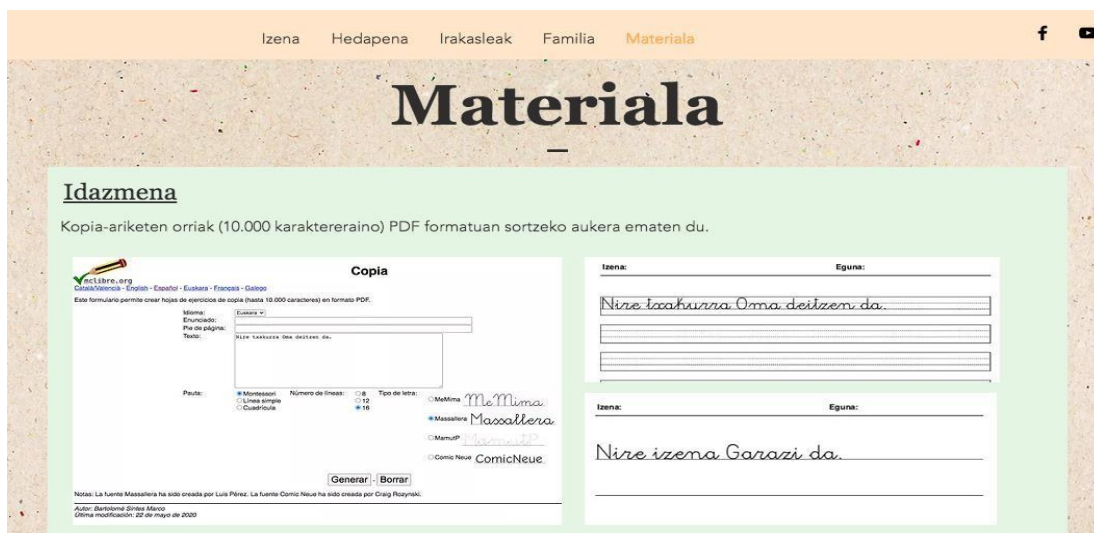 Izena Hedapena Irakasleak Familia Materiala
Materiala
Idazmena
Kopia-ariketen orriak (10.000 karaktereraino) PDF formatuan sortzeko aukera ematen du.
mclibre.org
Copia
Català/Valencià - English - Español - Euskara - Français - Galego
Este formulario permite crear hojas de ejercicios de copia (hasta 10.000 caracteres) en formato PDF.
Idioma: Euskara
Enunciado:
Pie de página:
Texto: Nire txakurra Oma deitzen da.
Pauta: Montessori Número de líneas: 8 Tipo de letra:
Línea simple 12
Cuadrícula 16
MeMima MeMima
Massallera Massallera
MamutP MamutP
Comic Neue ComicNeue
Generar - Borrar
Notas: La fuente Massallera ha sido creada por Luis Pérez. La fuente Comic Neue ha sido creada por Craig Rozynski.
Autor: Bartolomé Sintes Marco
Última modificación: 22 de mayo de 2020
Izena: Eguna:
Nire txakurra Oma deitzen da.
Izena: Eguna:
Nire izena Garazi da.